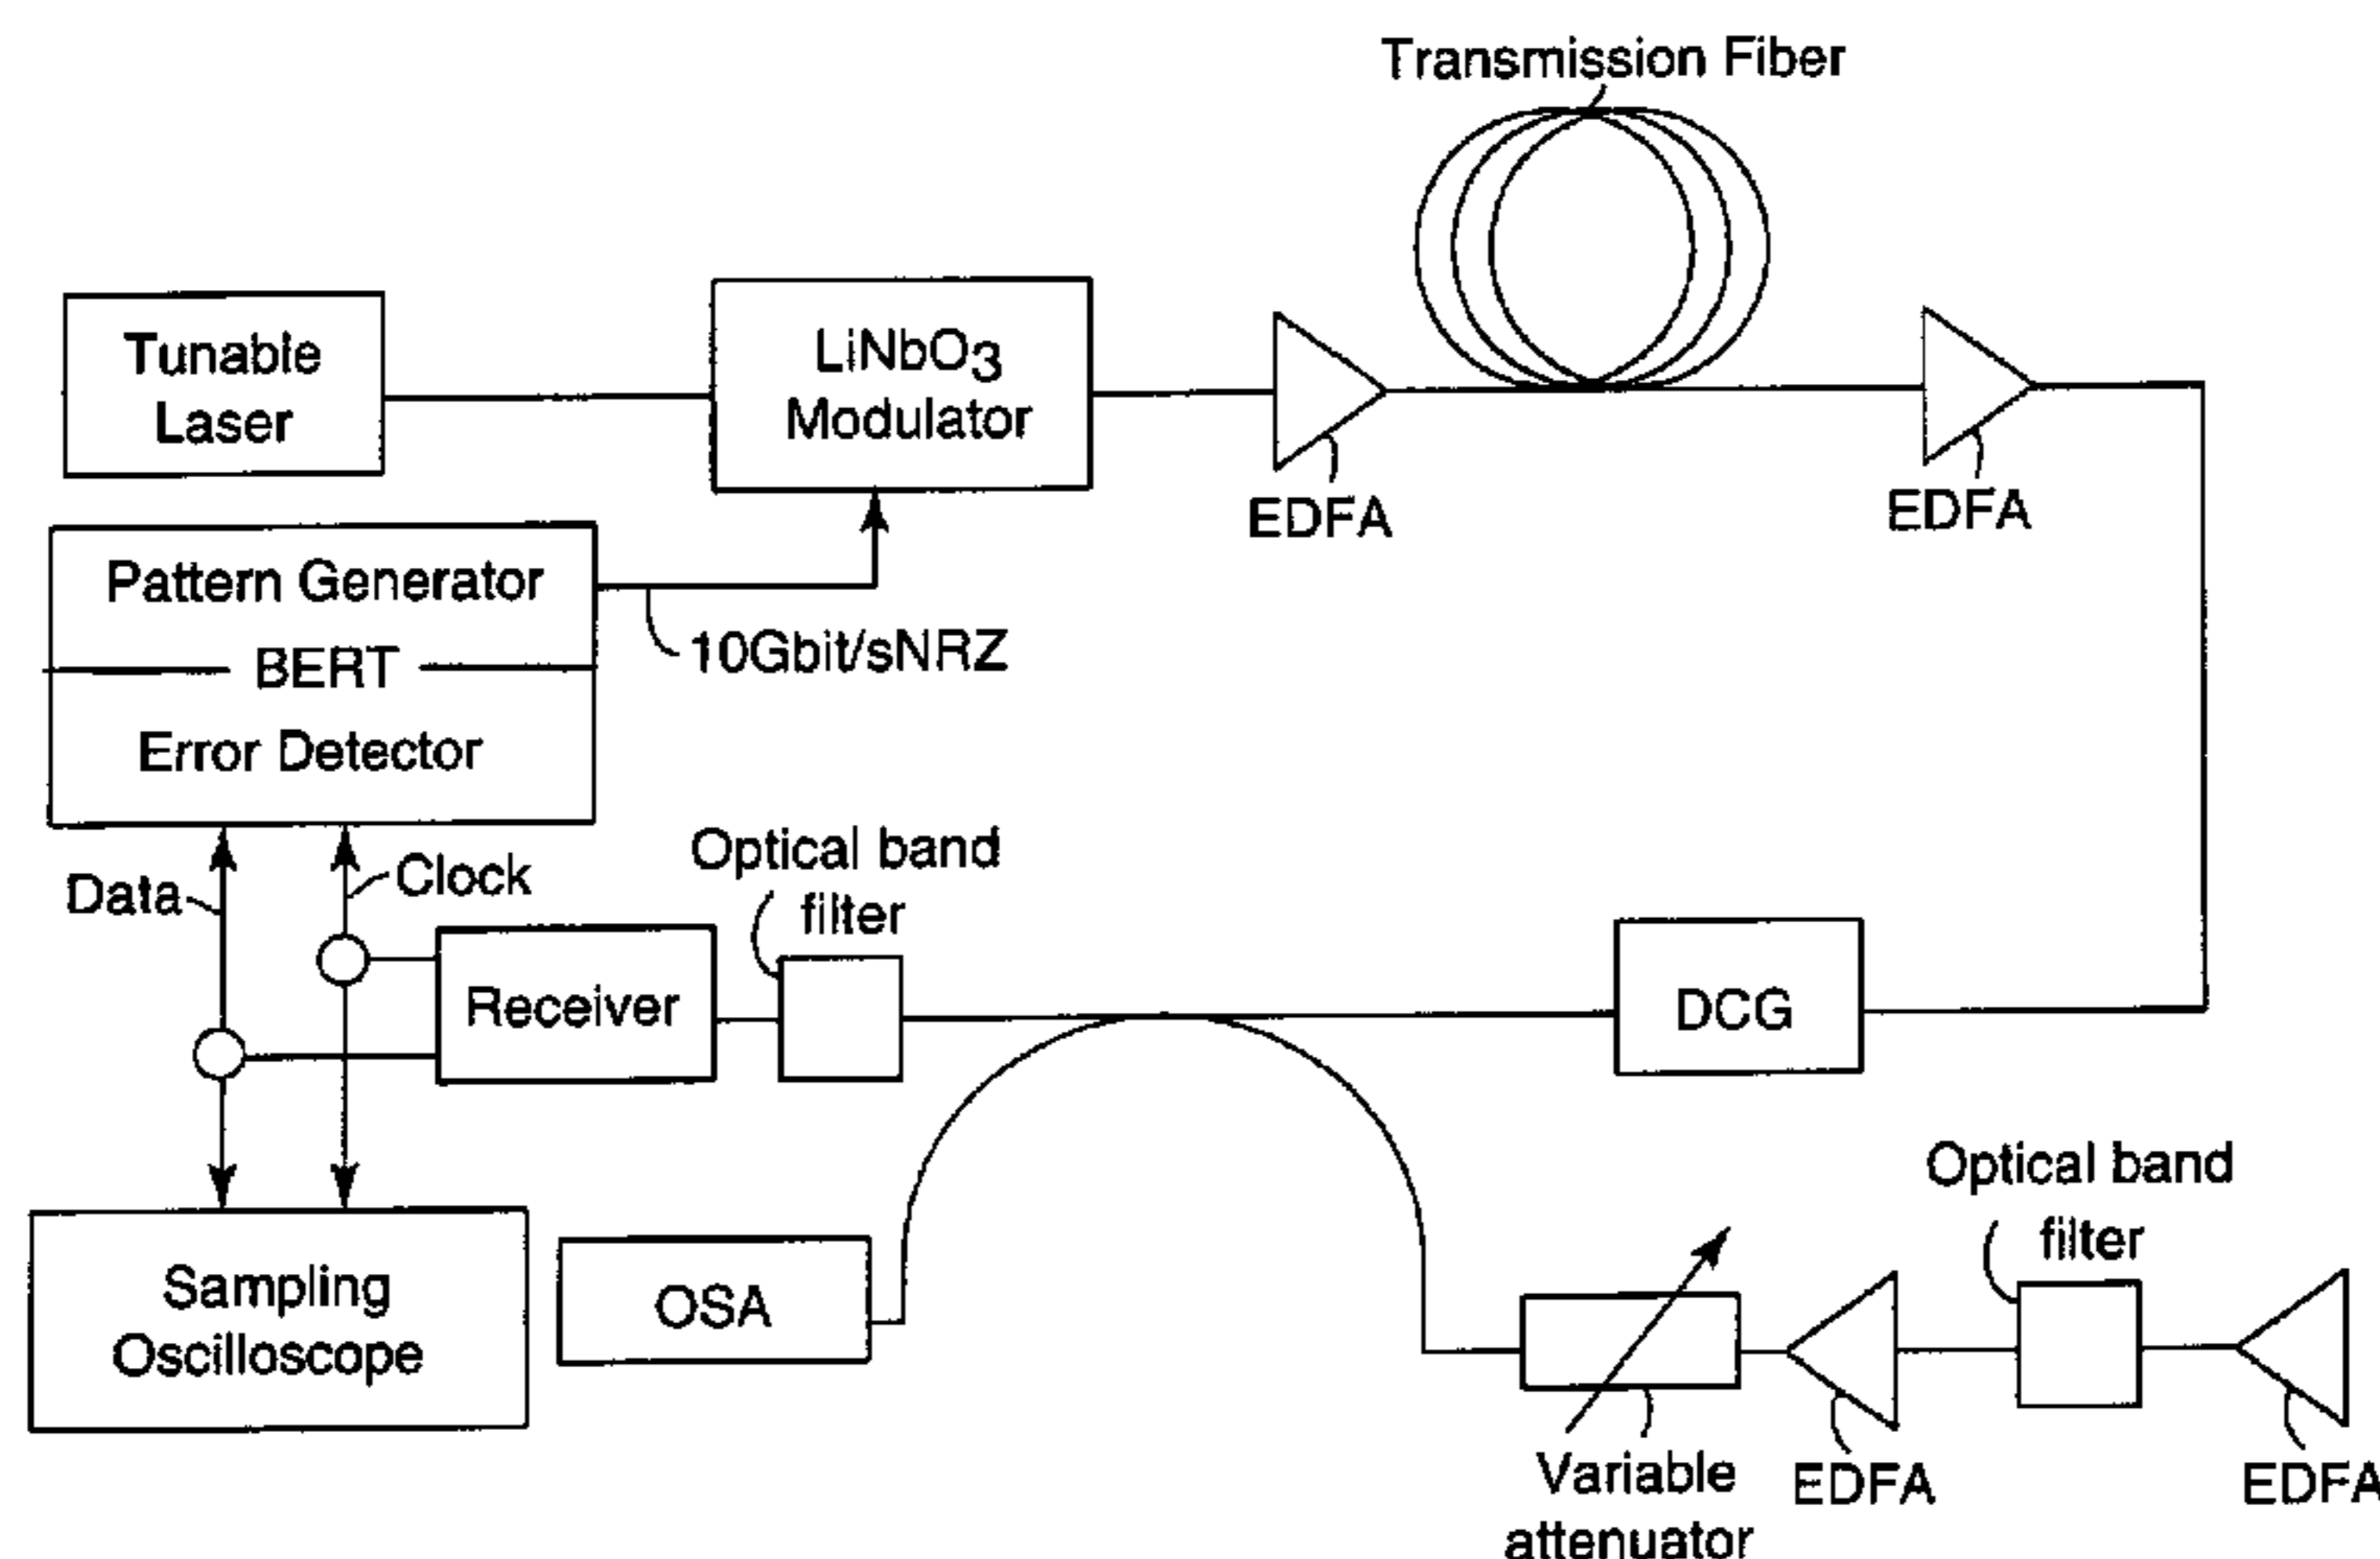 Transmission Fiber
Tunable
Laser
LiNbO3
Modulator
EDFA
EDFA
Pattern Generator
BERT
Error Detector
10Gbit/sNRZ
Data
Clock
Optical band
filter
Receiver
DCG
Sampling
Oscilloscope
OSA
Optical band
filter
Variable
attenuator
EDFA
EDFA